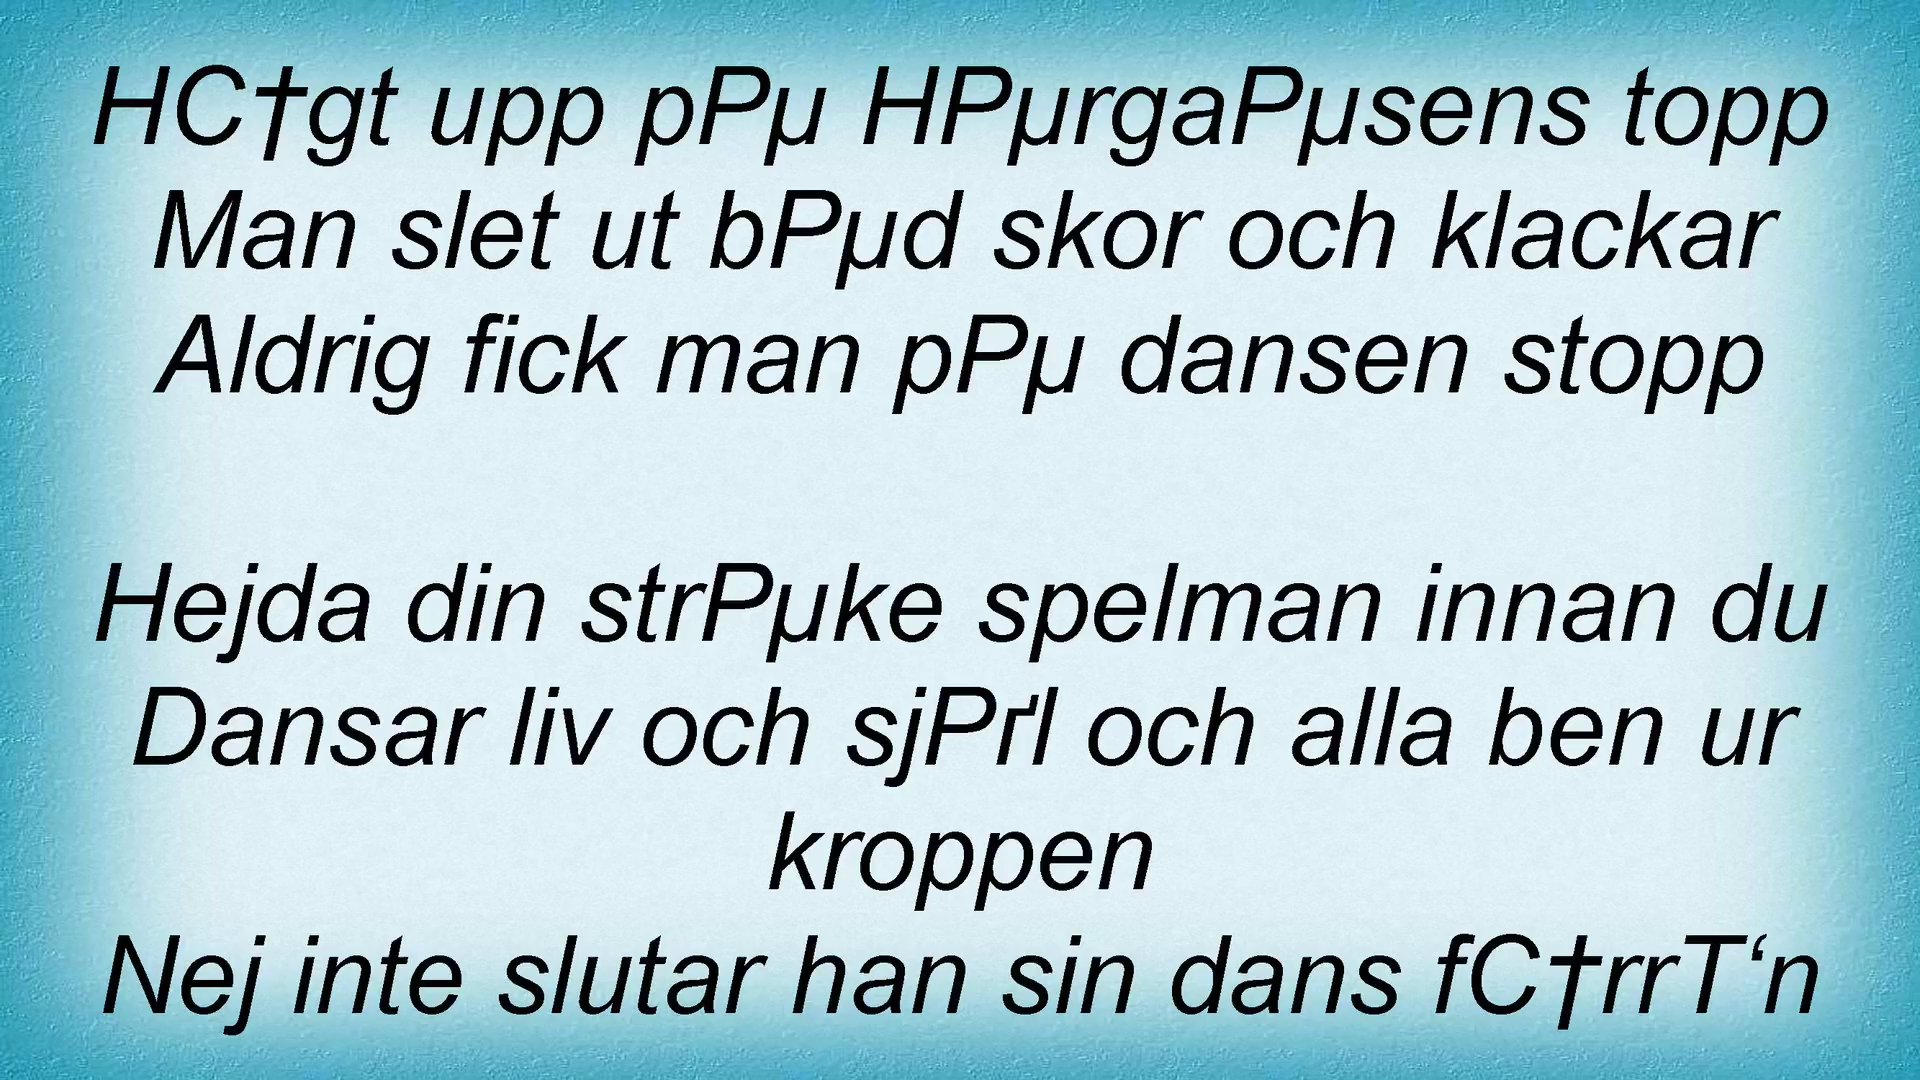 HC†gt upp pPµ HPµrgaPµsens topp
Man slet ut bPµd skor och klackar
Aldrig fick man pPµ dansen stopp
Hejda din strPµke spelman innan du
Dansar liv och sjPґl och alla ben ur
kroppen
Nej inte slutar han sin dans fC†rrT‘n